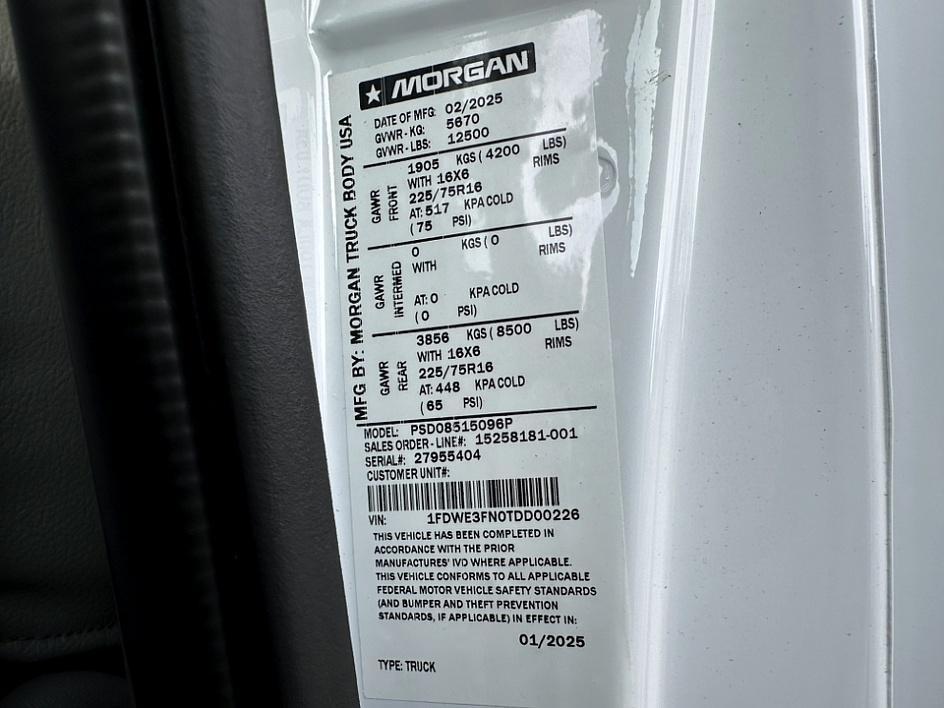 MORGAN
MFG BY: MORGAN TRUCK BODY USA
DATE OF MFG: 02/2025
GVWR - KG: 5670
GVWR - LBS: 12500
GAWR FRONT
1905 KGS ( 4200 LBS)
WITH 16X6 RIMS
225/75R16
AT: 517 KPA COLD
( 75 PSI)
GAWR INTERMED
0 KGS ( 0 LBS)
WITH RIMS
AT: 0 KPA COLD
( 0 PSI)
GAWR REAR
3856 KGS ( 8500 LBS)
WITH 16X6 RIMS
225/75R16
AT: 448 KPA COLD
( 65 PSI)
MODEL: PSD08515096P
SALES ORDER - LINE#: 15258181-001
SERIAL#: 27955404
CUSTOMER UNIT#:
VIN: 1FDWE3FN0TDD00226
THIS VEHICLE HAS BEEN COMPLETED IN
ACCORDANCE WITH THE PRIOR
MANUFACTURES' IVD WHERE APPLICABLE.
THIS VEHICLE CONFORMS TO ALL APPLICABLE
FEDERAL MOTOR VEHICLE SAFETY STANDARDS
(AND BUMPER AND THEFT PREVENTION
STANDARDS, IF APPLICABLE) IN EFFECT IN:
01/2025
TYPE: TRUCK